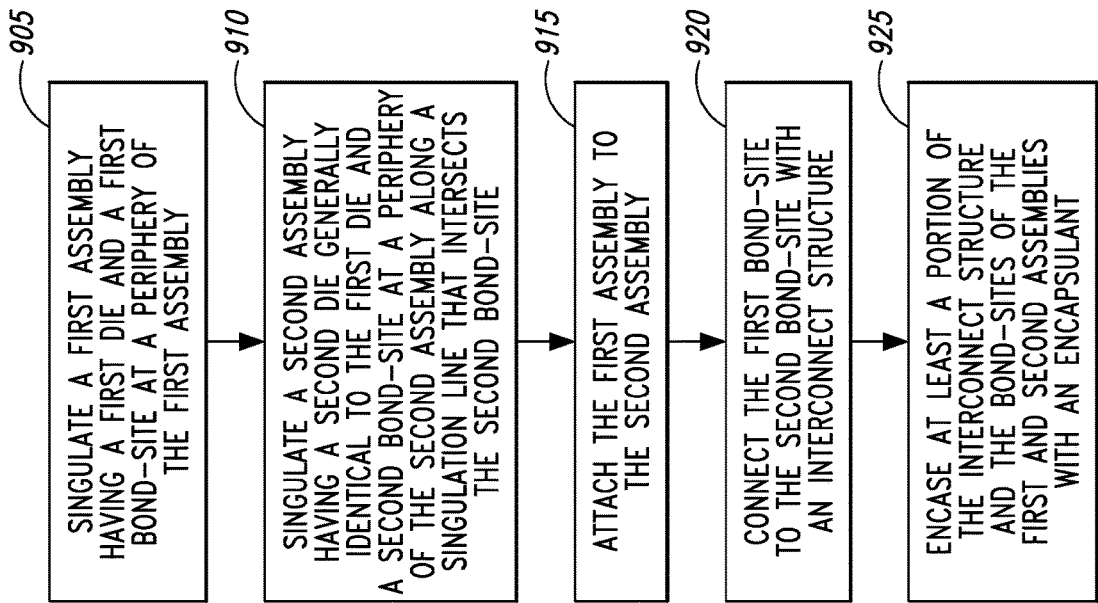 905
SINGULATE A FIRST ASSEMBLY
HAVING A FIRST DIE AND A FIRST
BOND-SITE AT A PERIPHERY OF
THE FIRST ASSEMBLY
910
SINGULATE A SECOND ASSEMBLY
HAVING A SECOND DIE GENERALLY
IDENTICAL TO THE FIRST DIE AND
A SECOND BOND-SITE AT A PERIPHERY
OF THE SECOND ASSEMBLY ALONG A
SINGULATION LINE THAT INTERSECTS
THE SECOND BOND-SITE
915
ATTACH THE FIRST ASSEMBLY TO
THE SECOND ASSEMBLY
920
CONNECT THE FIRST BOND-SITE
TO THE SECOND BOND-SITE WITH
AN INTERCONNECT STRUCTURE
925
ENCASE AT LEAST A PORTION OF
THE INTERCONNECT STRUCTURE
AND THE BOND-SITES OF THE
FIRST AND SECOND ASSEMBLIES
WITH AN ENCAPSULANT